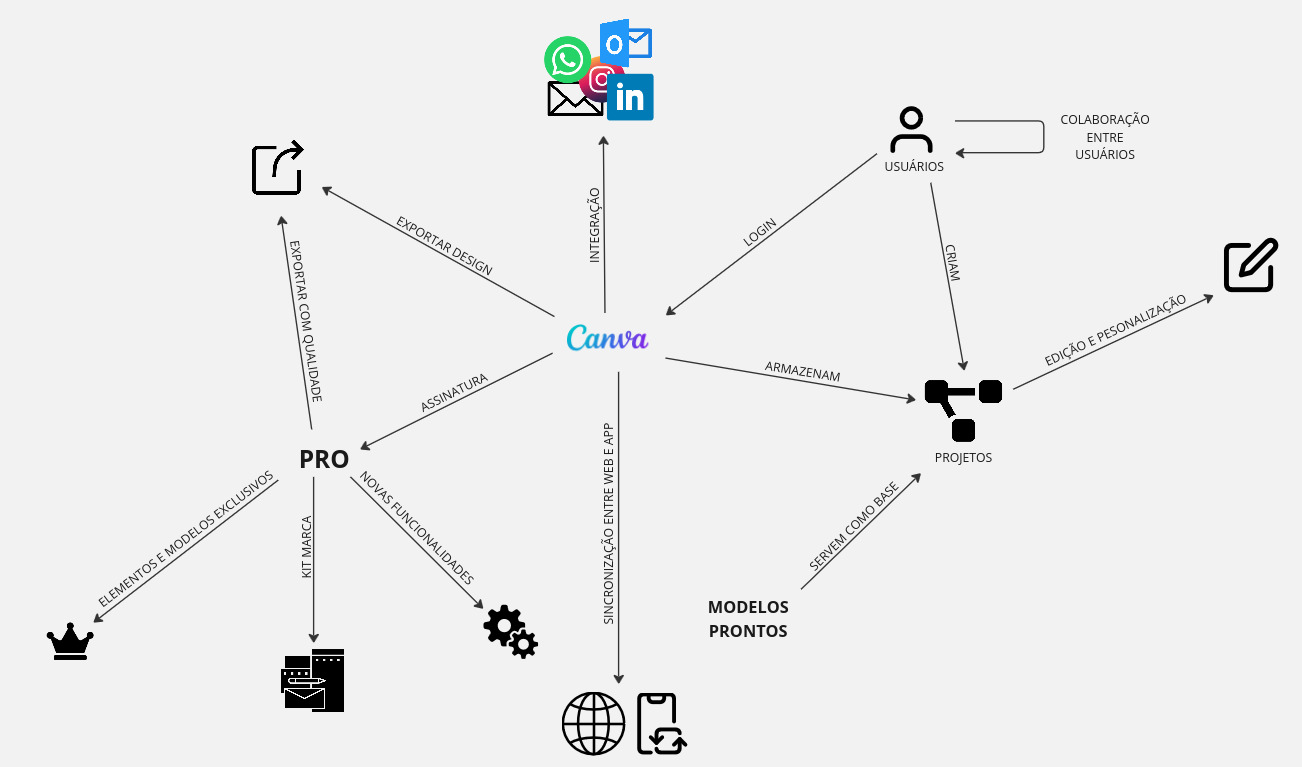 in
COLABORAÇÃO
ENTRE
USUÁRIOS
USUÁRIOS
EXPORTAR DESIGN
INTEGRAÇÃO
LOGIN
CRIAM
EXPORTAR COM QUALIDADE
EDIÇÃO E PESONALIZAÇÃO
Canva
ARMAZENAM
ASSINATURA
PRO
PROJETOS
ELEMENTOS E MODELOS EXCLUSIVOS
KIT MARCA
NOVAS FUNCIONALIDADES
SINCRONIZAÇÃO ENTRE WEB E APP
SERVEM COMO BASE
MODELOS
PRONTOS